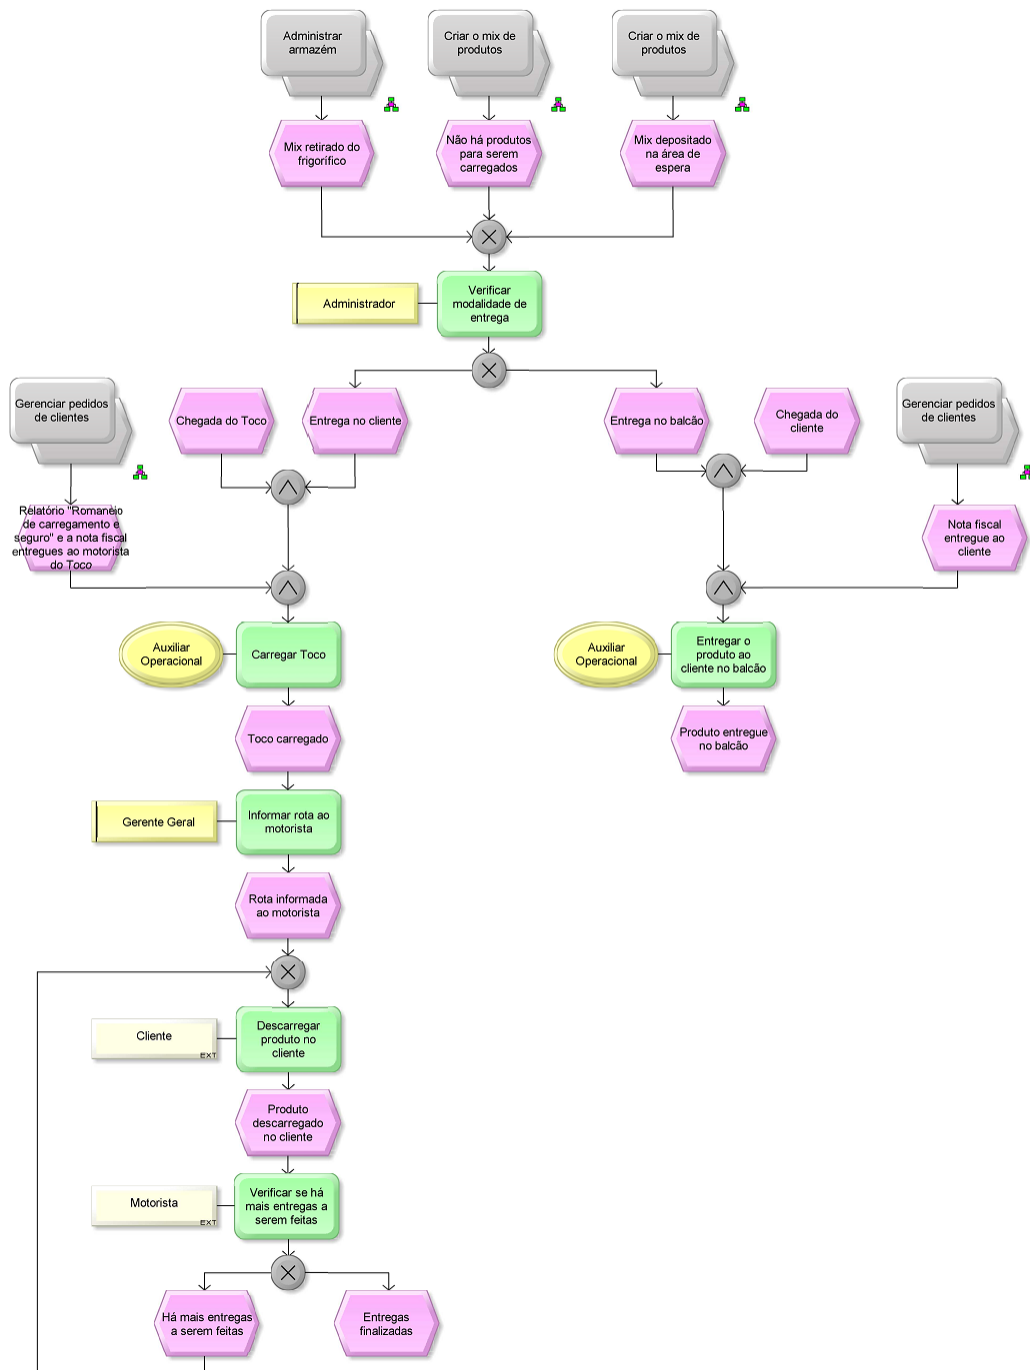 Administrar
armazém
Criar o mix de
produtos
Criar o mix de
produtos
Mix retirado do
frigorífico
Não há produtos
para serem
carregados
Mix depositado
na área de
espera
Administrador
Verificar
modalidade de
entrega
Gerenciar pedidos
de clientes
Chegada do Toco
Entrega no cliente
Entrega no balcão
Chegada do
cliente
Gerenciar pedidos
de clientes
Relatório "Romaneio
de carregamento e
seguro" e a nota fiscal
entregues ao motorista
do Toco
Nota fiscal
entregue ao
cliente
Auxiliar
Operacional
Carregar Toco
Auxiliar
Operacional
Entregar o
produto ao
cliente no balcão
Toco carregado
Produto entregue
no balcão
Gerente Geral
Informar rota ao
motorista
Rota informada
ao motorista
Cliente
EXT
Descarregar
produto no
cliente
Produto
descarregado
no cliente
Motorista
EXT
Verificar se há
mais entregas a
serem feitas
Há mais entregas
a serem feitas
Entregas
finalizadas